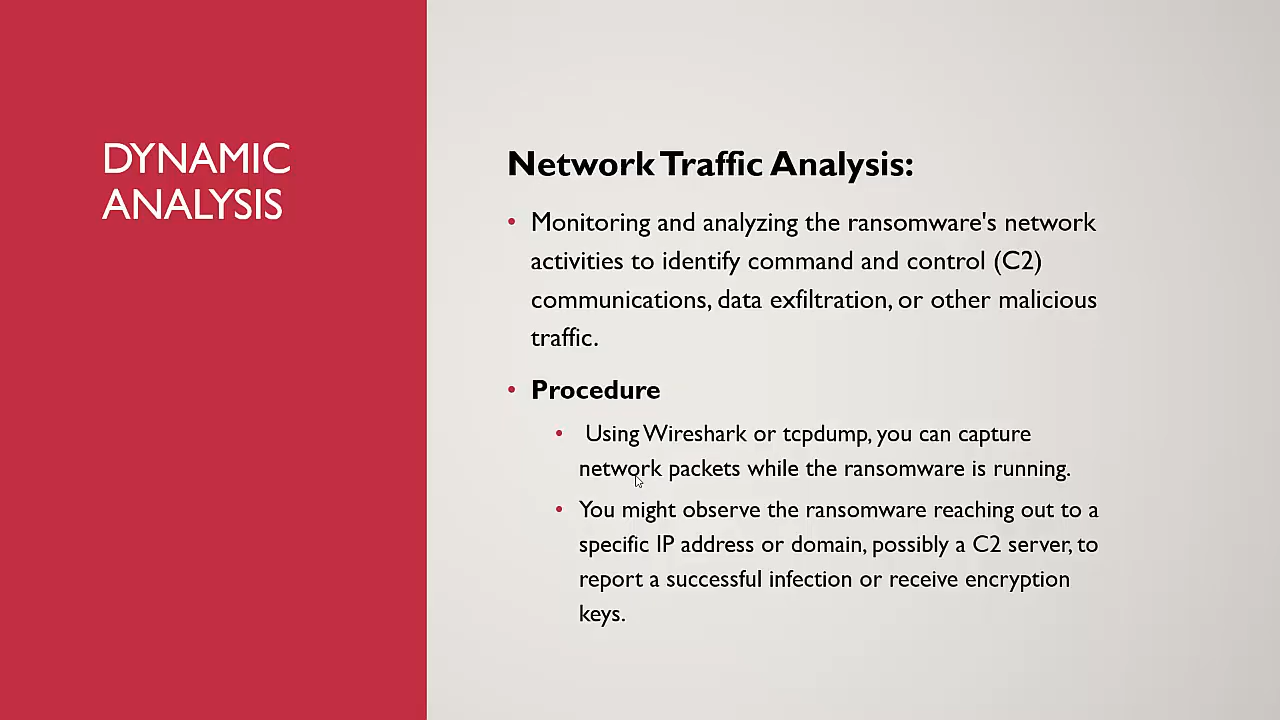 DYNAMIC
ANALYSIS
Network Traffic Analysis:
• Monitoring and analyzing the ransomware's network
activities to identify command and control (C2)
communications, data exfiltration, or other malicious
traffic.
• Procedure
• Using Wireshark or tcpdump, you can capture
network packets while the ransomware is running.
• You might observe the ransomware reaching out to a
specific IP address or domain, possibly a C2 server, to
report a successful infection or receive encryption
keys.